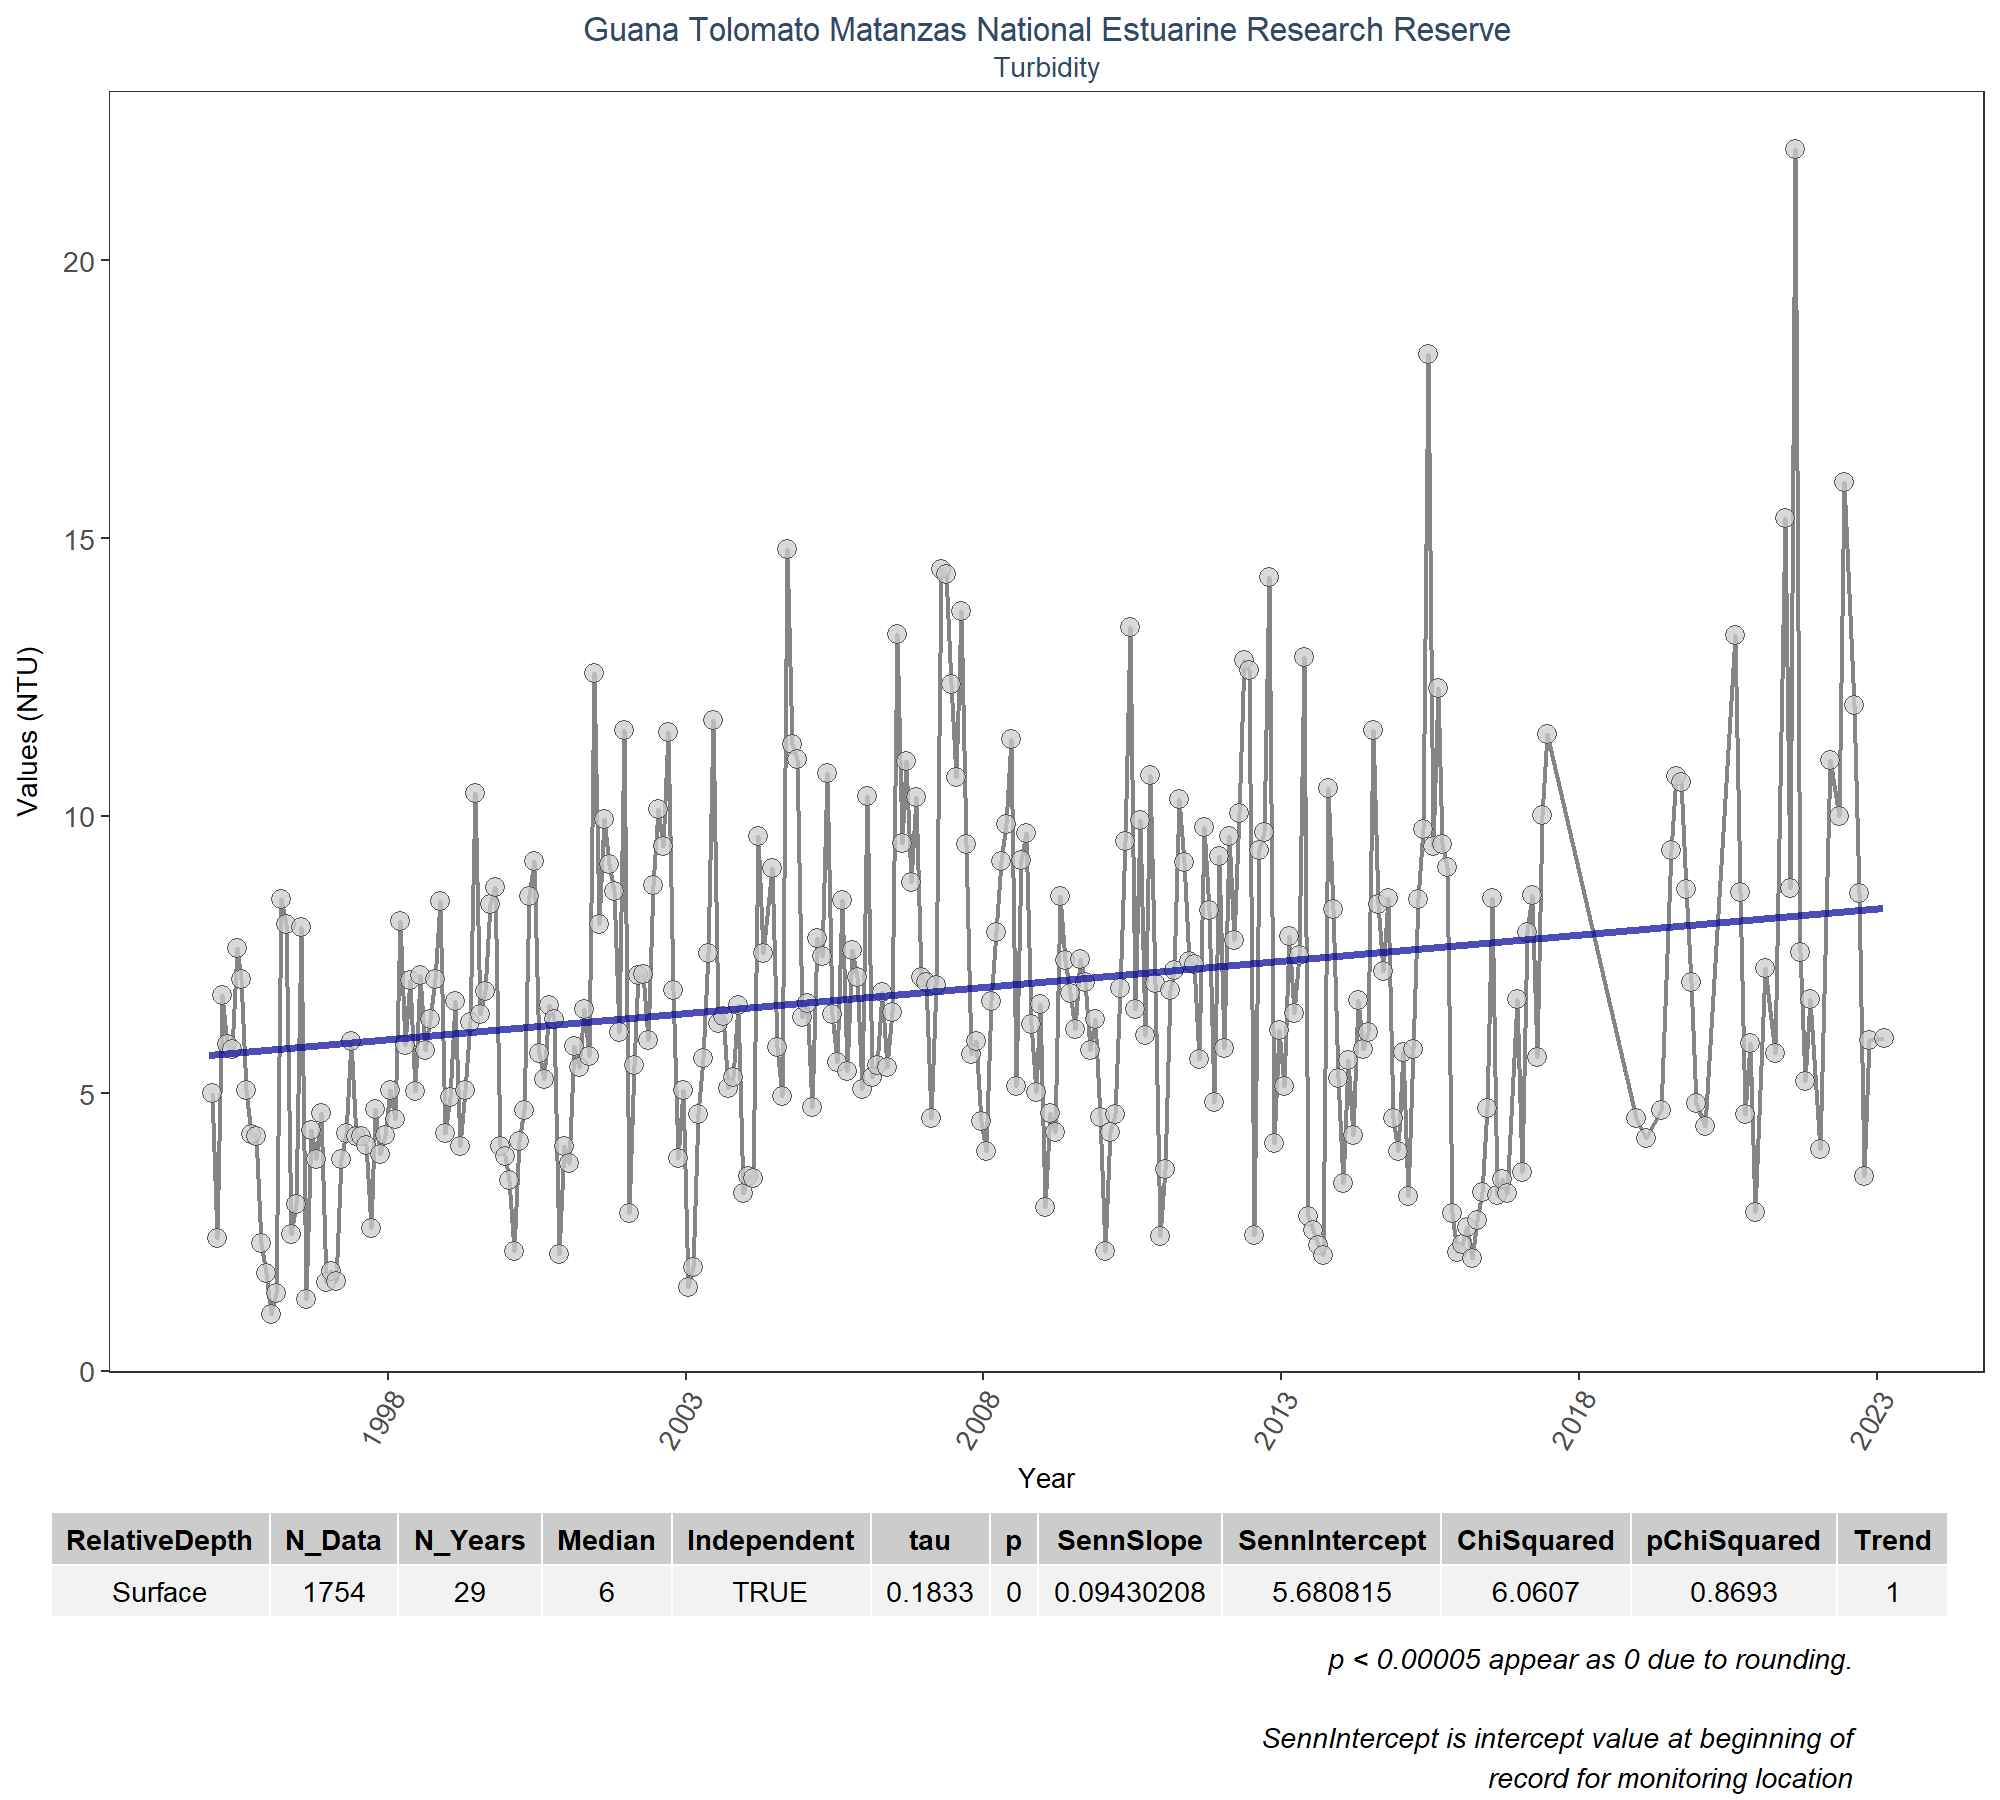 Guana Tolomato Matanzas National Estuarine Research Reserve
Turbidity
20
15
10
5
0
Values (NTU)
1998
2003
2008
2013
2018
2023
Year
RelativeDepth N_Data N_Years Median Independent tau p SennSlope SennIntercept ChiSquared pChiSquared Trend
Surface 1754 29 6 TRUE 0.1833 0 0.09430208 5.680815 6.0607 0.8693 1
p < 0.00005 appear as 0 due to rounding.
SennIntercept is intercept value at beginning of
record for monitoring location